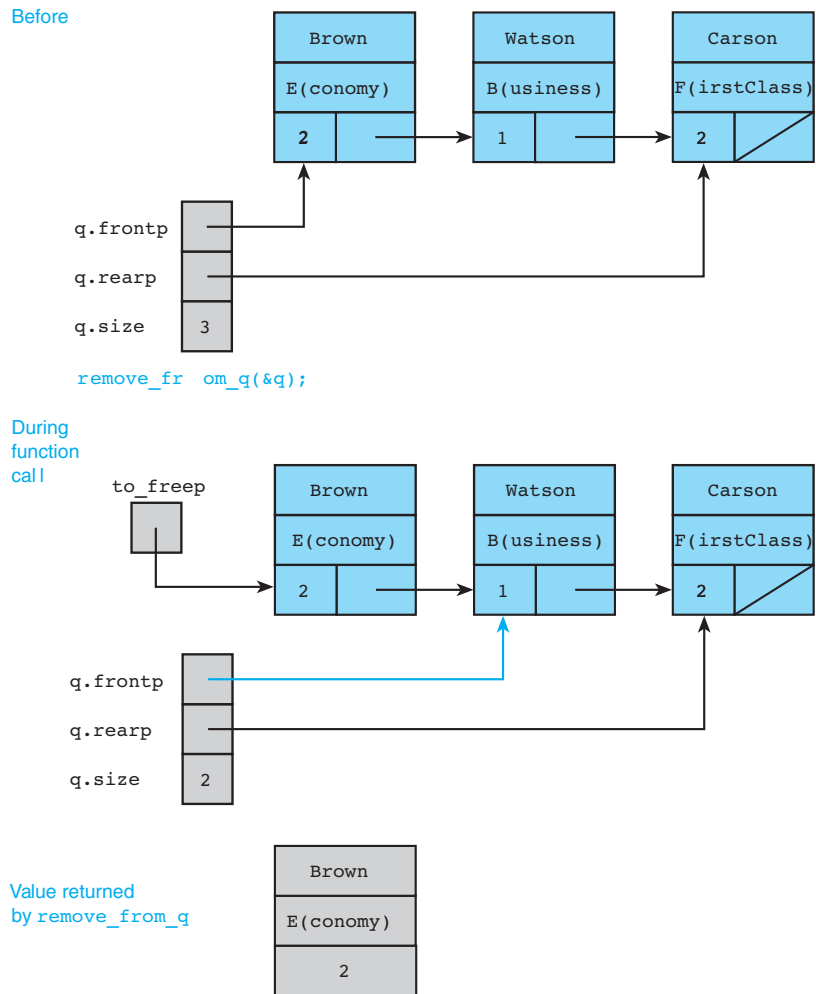 Before
Brown Watson Carson
E(conomy) B(usiness) F(irstClass)
2 1 2
q.frontp
q.rearp
q.size 3
remove_fr om_q(&q);
During
function
cal l
to_freep
Brown Watson Carson
E(conomy) B(usiness) F(irstClass)
2 1 2
q.frontp
q.rearp
q.size 2
Value returned
by remove_from_q
Brown
E(conomy)
2